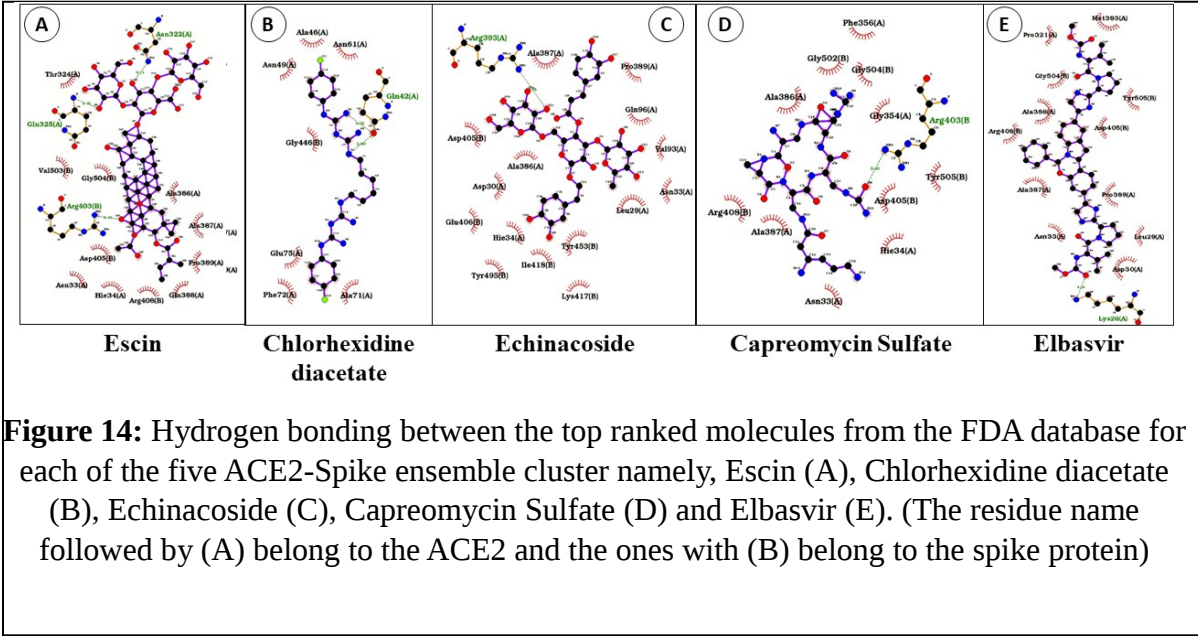 A
Asn322(A)
Thr324(A)
Gln325(A)
Val503(B)
Gly504(B)
Ala386(A)
Arg403(B)
Ala387(A)
Asp405(B)
Pro389(A)
Asn33(A)
His34(A)
Arg408(B)
Gln388(A)
B
Ala46(A)
Asn61(A)
Asn49(A)
Gln42(A)
Gly446(B)
Glu75(A)
Phe72(A)
Ala71(A)
C
Arg393(A)
Ala387(A)
Pro389(A)
Gln96(A)
Asp405(B)
Val93(A)
Ala386(A)
Asp30(A)
Asn33(A)
Leu29(A)
Glu406(B)
His34(A)
Tyr453(B)
Ile418(B)
Tyr495(B)
Lys417(B)
D
Phe356(A)
Gly502(B)
Gly504(B)
Ala386(A)
Gly354(A)
Arg403(B
Tyr505(B)
Asp405(B)
Arg408(B)
Ala387(A)
His34(A)
Asn33(A)
E
Met383(A)
Pro321(A)
Gly504(B)
Tyr505(B)
Ala386(A)
Arg408(B)
Asp405(B)
Ala387(A)
Pro389(A)
Asn33(A)
Leu29(A)
Asp30(A)
Lys26(A)
Escin
Chlorhexidine
diacetate
Echinacoside
Capreomycin Sulfate
Elbasvir
Figure 14: Hydrogen bonding between the top ranked molecules from the FDA database for
each of the five ACE2-Spike ensemble cluster namely, Escin (A), Chlorhexidine diacetate
(B), Echinacoside (C), Capreomycin Sulfate (D) and Elbasvir (E). (The residue name
followed by (A) belong to the ACE2 and the ones with (B) belong to the spike protein)